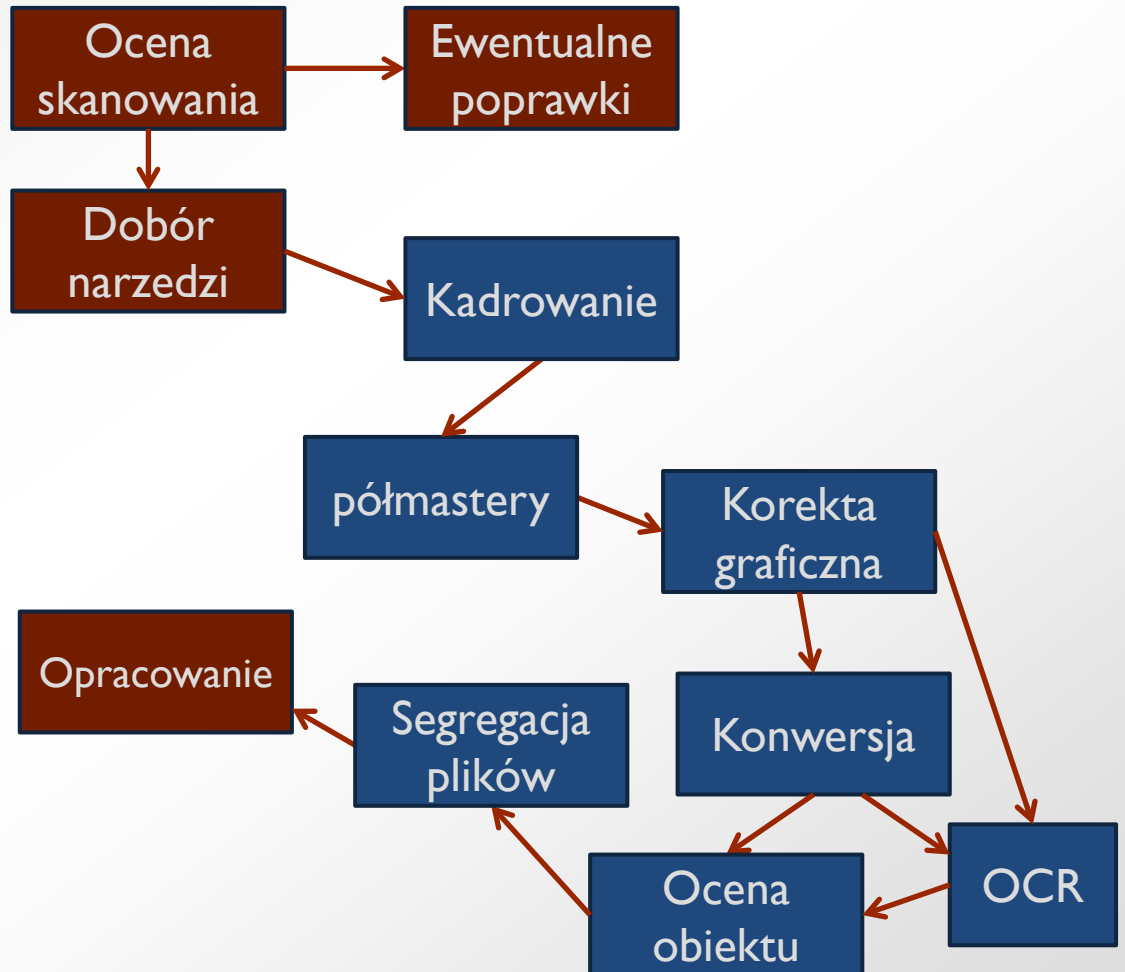 Ocena
skanowania
Ewentualne
poprawki
Dobór
narzedzi
Kadrowanie
półmastery
Korekta
graficzna
Opracowanie
Segregacja
plików
Konwersja
Ocena
obiektu
OCR